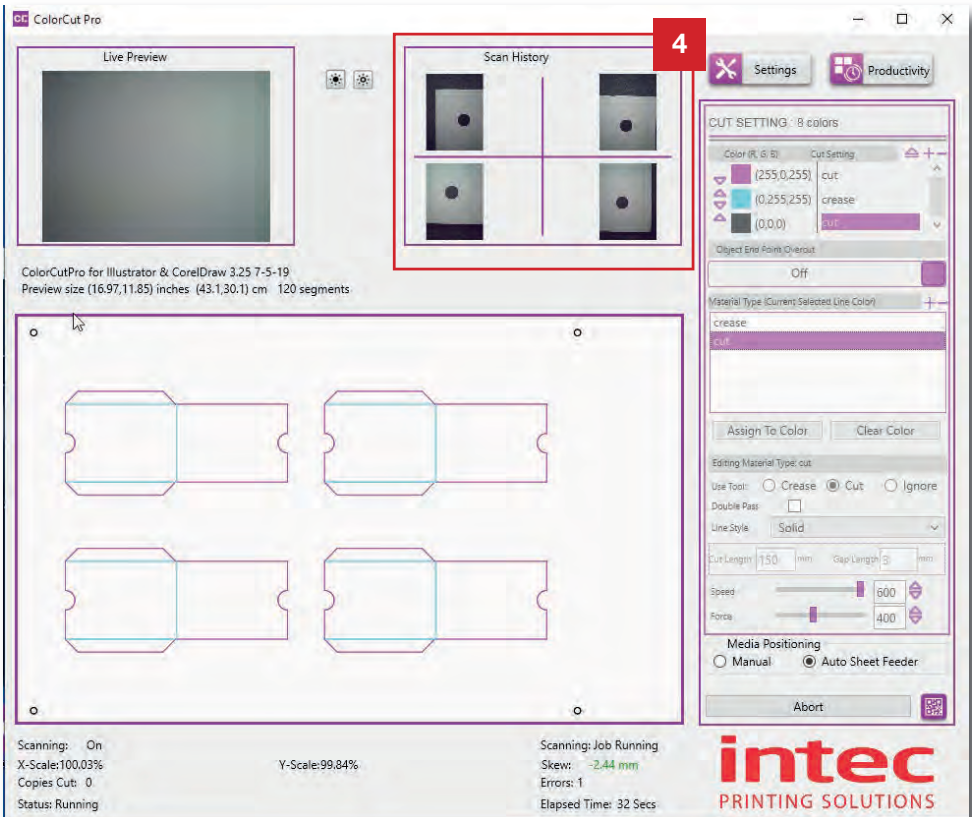 CC ColorCut Pro
Live Preview
Scan History
4
Settings
Productivity
CUT SETTING : 8 colors
Color (R, G, B) Cut Setting
(255,0,255) cut
(0,255,255) crease
(0,0,0) cut
Object End Point Overcut
Off
ColorCutPro for Illustrator & CorelDraw 3.25 7-5-19
Preview size (16.97,11.85) inches (43.1,30.1) cm 120 segments
Material Type (Current Selected Line Color)
crease
cut
Assign To Color Clear Color
Editing Material Type: cut
Use Tool: Crease Cut Ignore
Double Pass
Line Style Solid
Cut Length 150 mm Gap Length 3 mm
Speed 600
Force 400
Media Positioning
Manual Auto Sheet Feeder
Abort
Scanning: On
X-Scale:100.03% Y-Scale:99.84%
Copies Cut: 0
Status: Running
Scanning: Job Running
Skew: -2.44 mm
Errors: 1
Elapsed Time: 32 Secs
intec
PRINTING SOLUTIONS